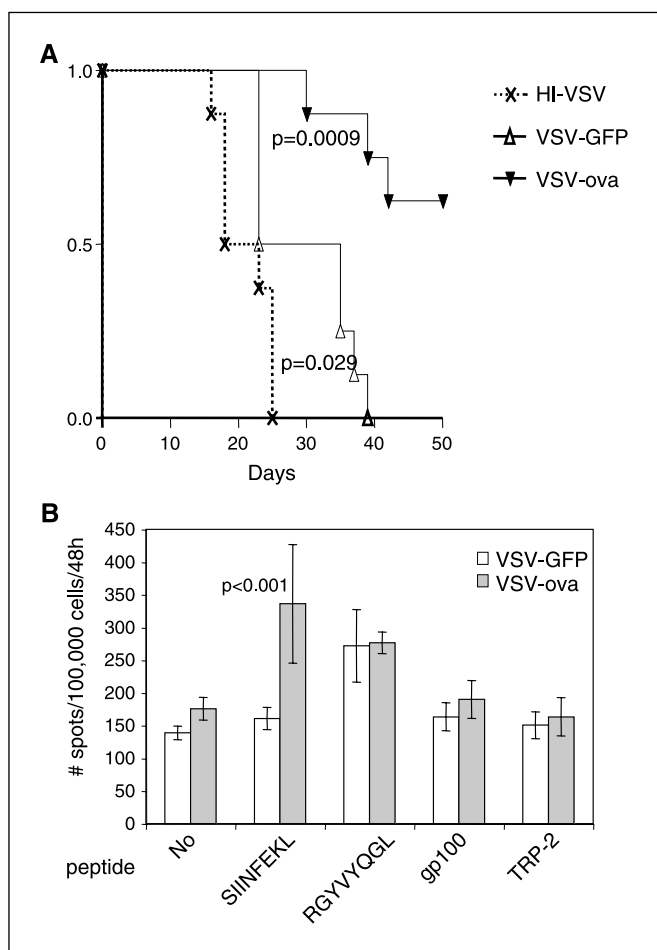 A
1.0
0.5
0.0
p=0.0009
p=0.029
0 10 20 30 40 50
Days
HI-VSV
VSV-GFP
VSV-ova
B
# spots/100,000 cells/48h
450
400
350
300
250
200
150
100
50
0
p<0.001
VSV-GFP
VSV-ova
peptide
No
SIINFEKL
RGYVYQGL
gp100
TRP-2